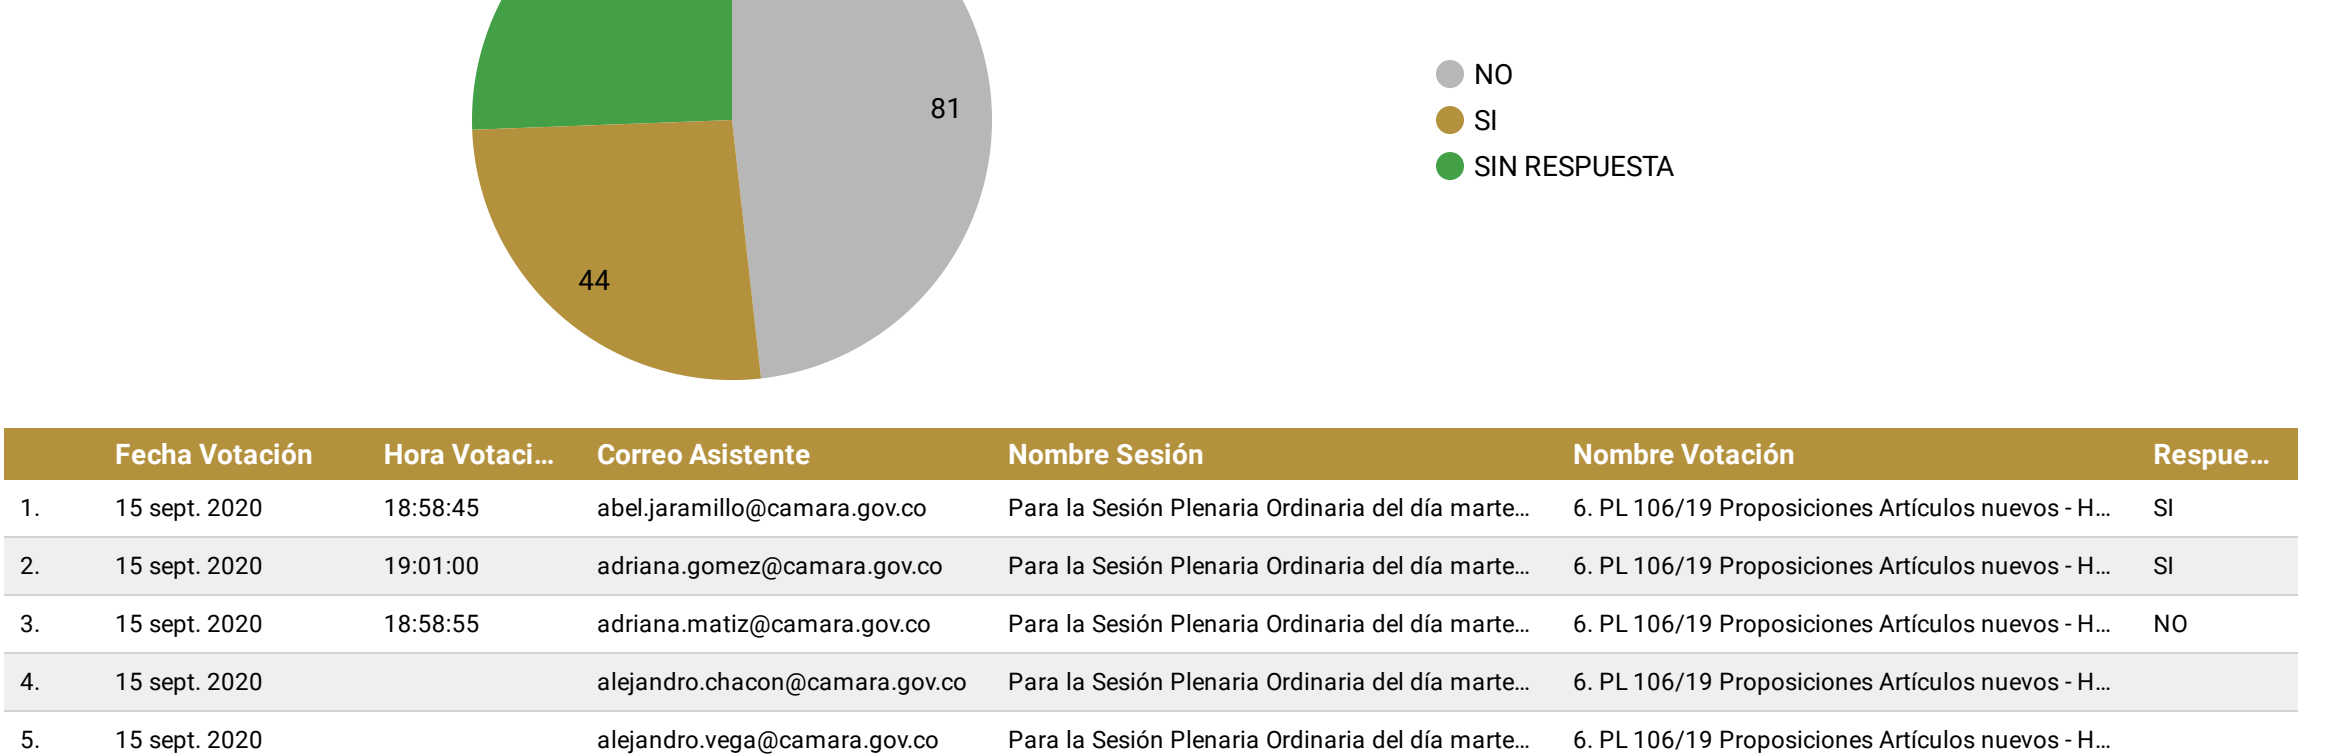 NO
81
SI
SIN RESPUESTA
44
Fecha Votación Hora Votaci... Correo Asistente Nombre Sesión Nombre Votación Respue...
1. 15 sept. 2020 18:58:45 abel.jaramillo@camara.gov.co Para la Sesión Plenaria Ordinaria del día marte... 6. PL 106/19 Proposiciones Artículos nuevos - H... SI
2. 15 sept. 2020 19:01:00 adriana.gomez@camara.gov.co Para la Sesión Plenaria Ordinaria del día marte... 6. PL 106/19 Proposiciones Artículos nuevos - H... SI
3. 15 sept. 2020 18:58:55 adriana.matiz@camara.gov.co Para la Sesión Plenaria Ordinaria del día marte... 6. PL 106/19 Proposiciones Artículos nuevos - H... NO
4. 15 sept. 2020 alejandro.chacon@camara.gov.co Para la Sesión Plenaria Ordinaria del día marte... 6. PL 106/19 Proposiciones Artículos nuevos - H...
5. 15 sept. 2020 alejandro.vega@camara.gov.co Para la Sesión Plenaria Ordinaria del día marte... 6. PL 106/19 Proposiciones Artículos nuevos - H...